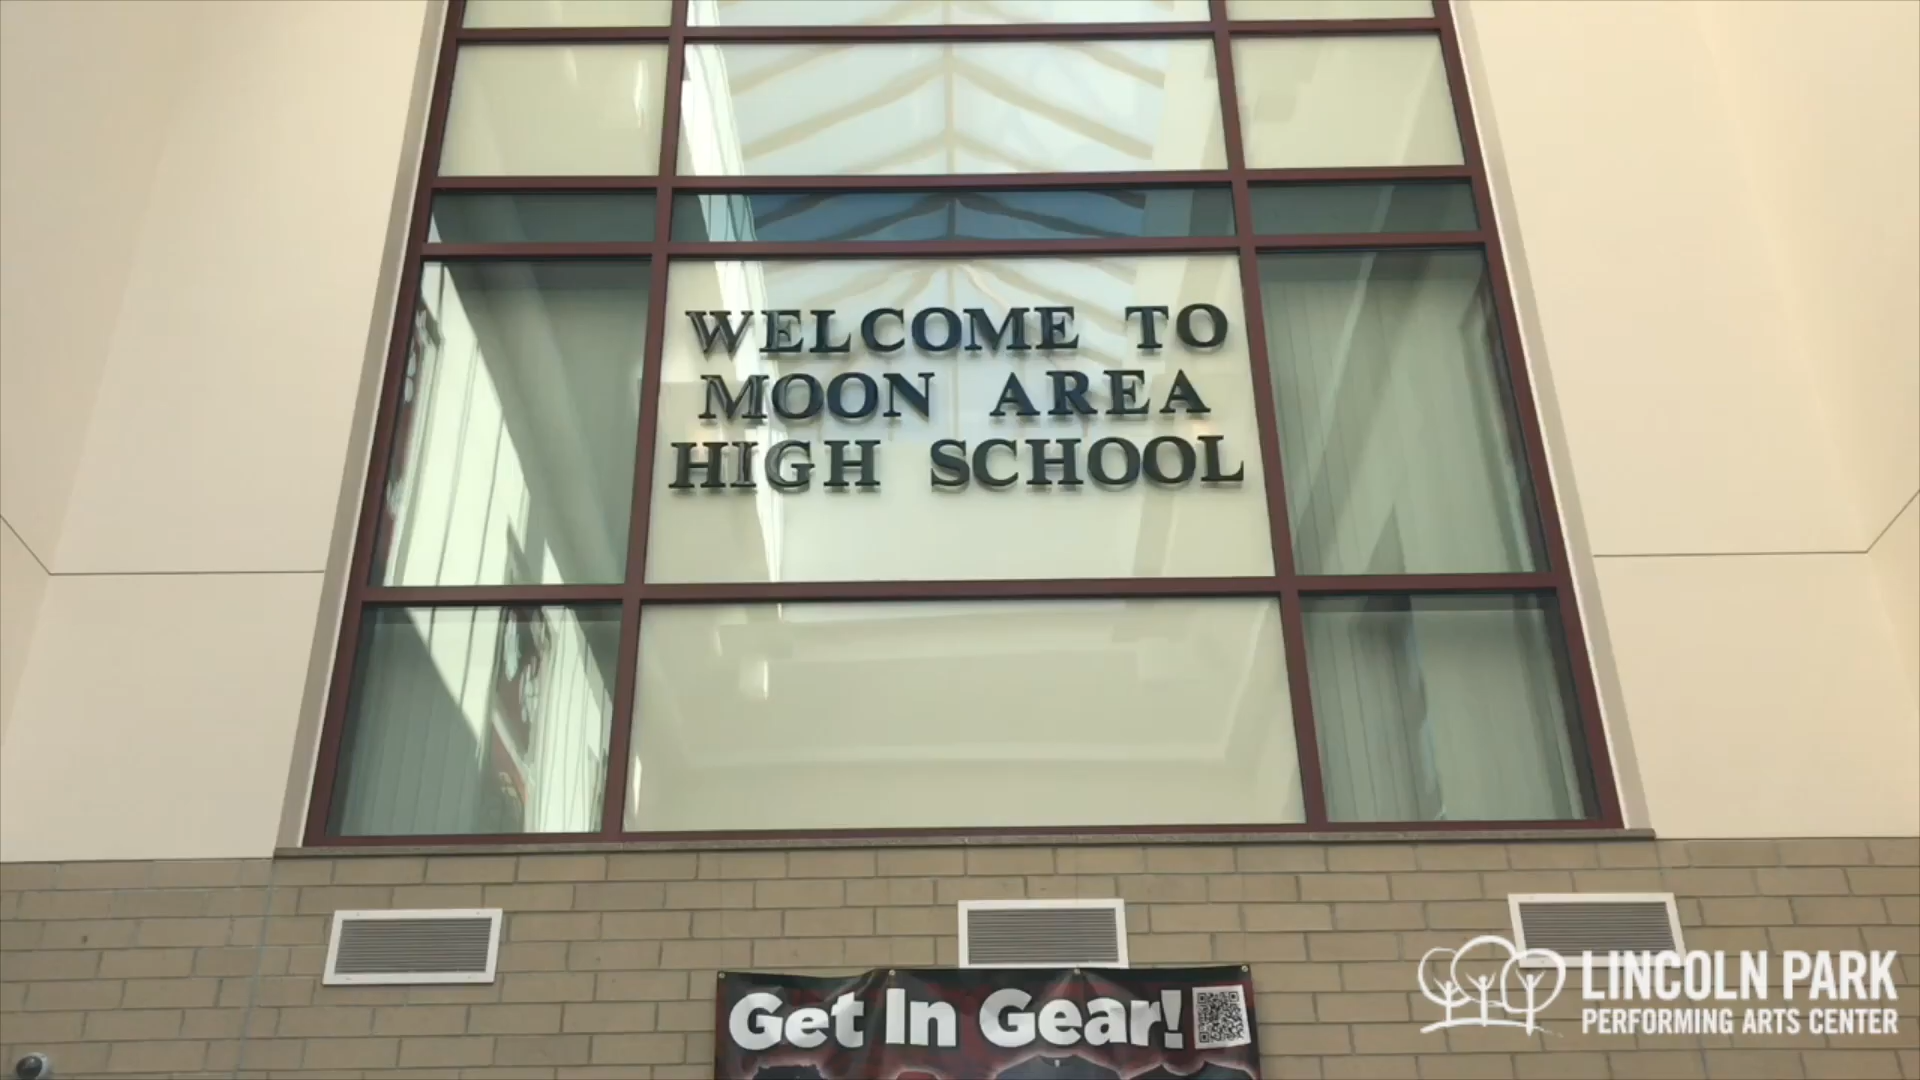 WELCOME TO
MOON AREA
HIGH SCHOOL
Get In Gear!
LINCOLN PARK
PERFORMING ARTS CENTER